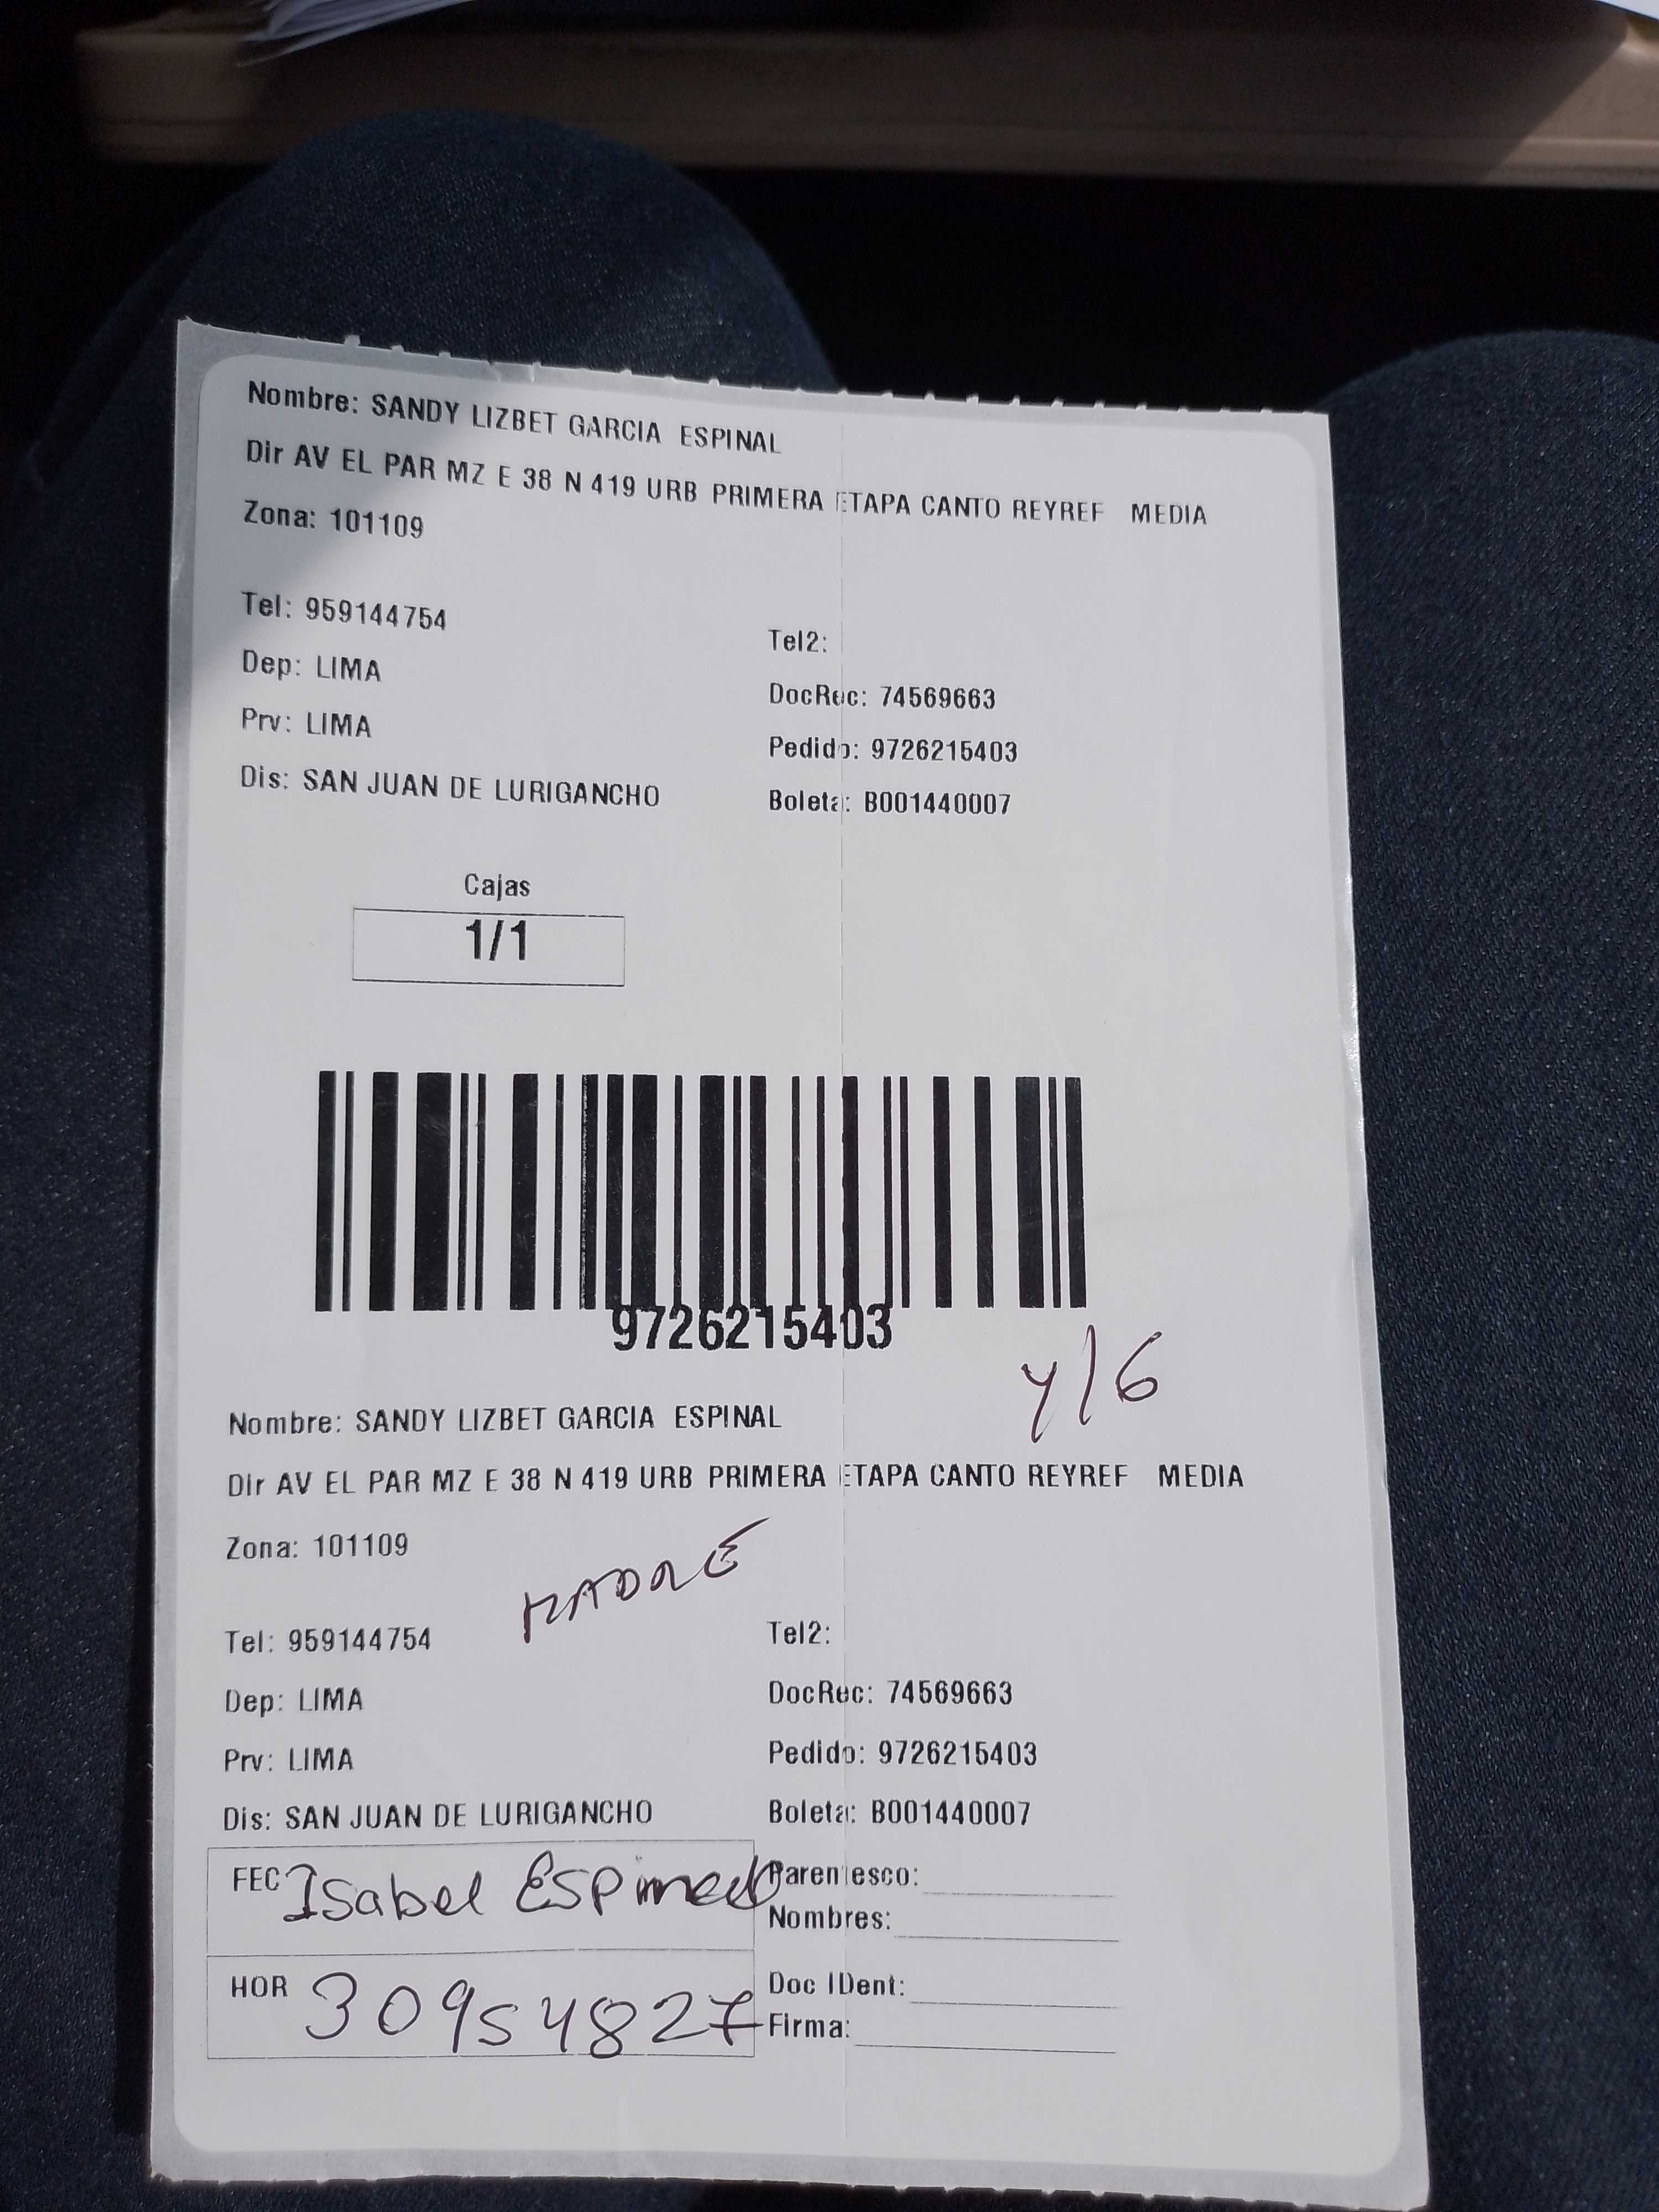 Nombre: SANDY LIZBET GARCIA ESPINAL
Dir AV EL PAR MZ E 38 N 419 URB PRIMERA ETAPA CANTO REYREF MEDIA
Zona: 101109
Tel: 959144754
Tel2:
Dep: LIMA
DocRec: 74569663
Prv: LIMA
Pedido: 9726215403
Dis: SAN JUAN DE LURIGANCHO
Boleta: B001440007
Cajas
1/1
9726215403
Y/6
Nombre: SANDY LIZBET GARCIA ESPINAL
Dir AV EL PAR MZ E 38 N 419 URB PRIMERA ETAPA CANTO REYREF MEDIA
Zona: 101109
MADRE
Tel: 959144754
Tel2:
Dep: LIMA
DocRec: 74569663
Prv: LIMA
Pedido: 9726215403
Dis: SAN JUAN DE LURIGANCHO
Boleta: B001440007
FEC Isabel
Parentesco:
Nombres:
HOR 30954827
Doc IDent:
Firma: